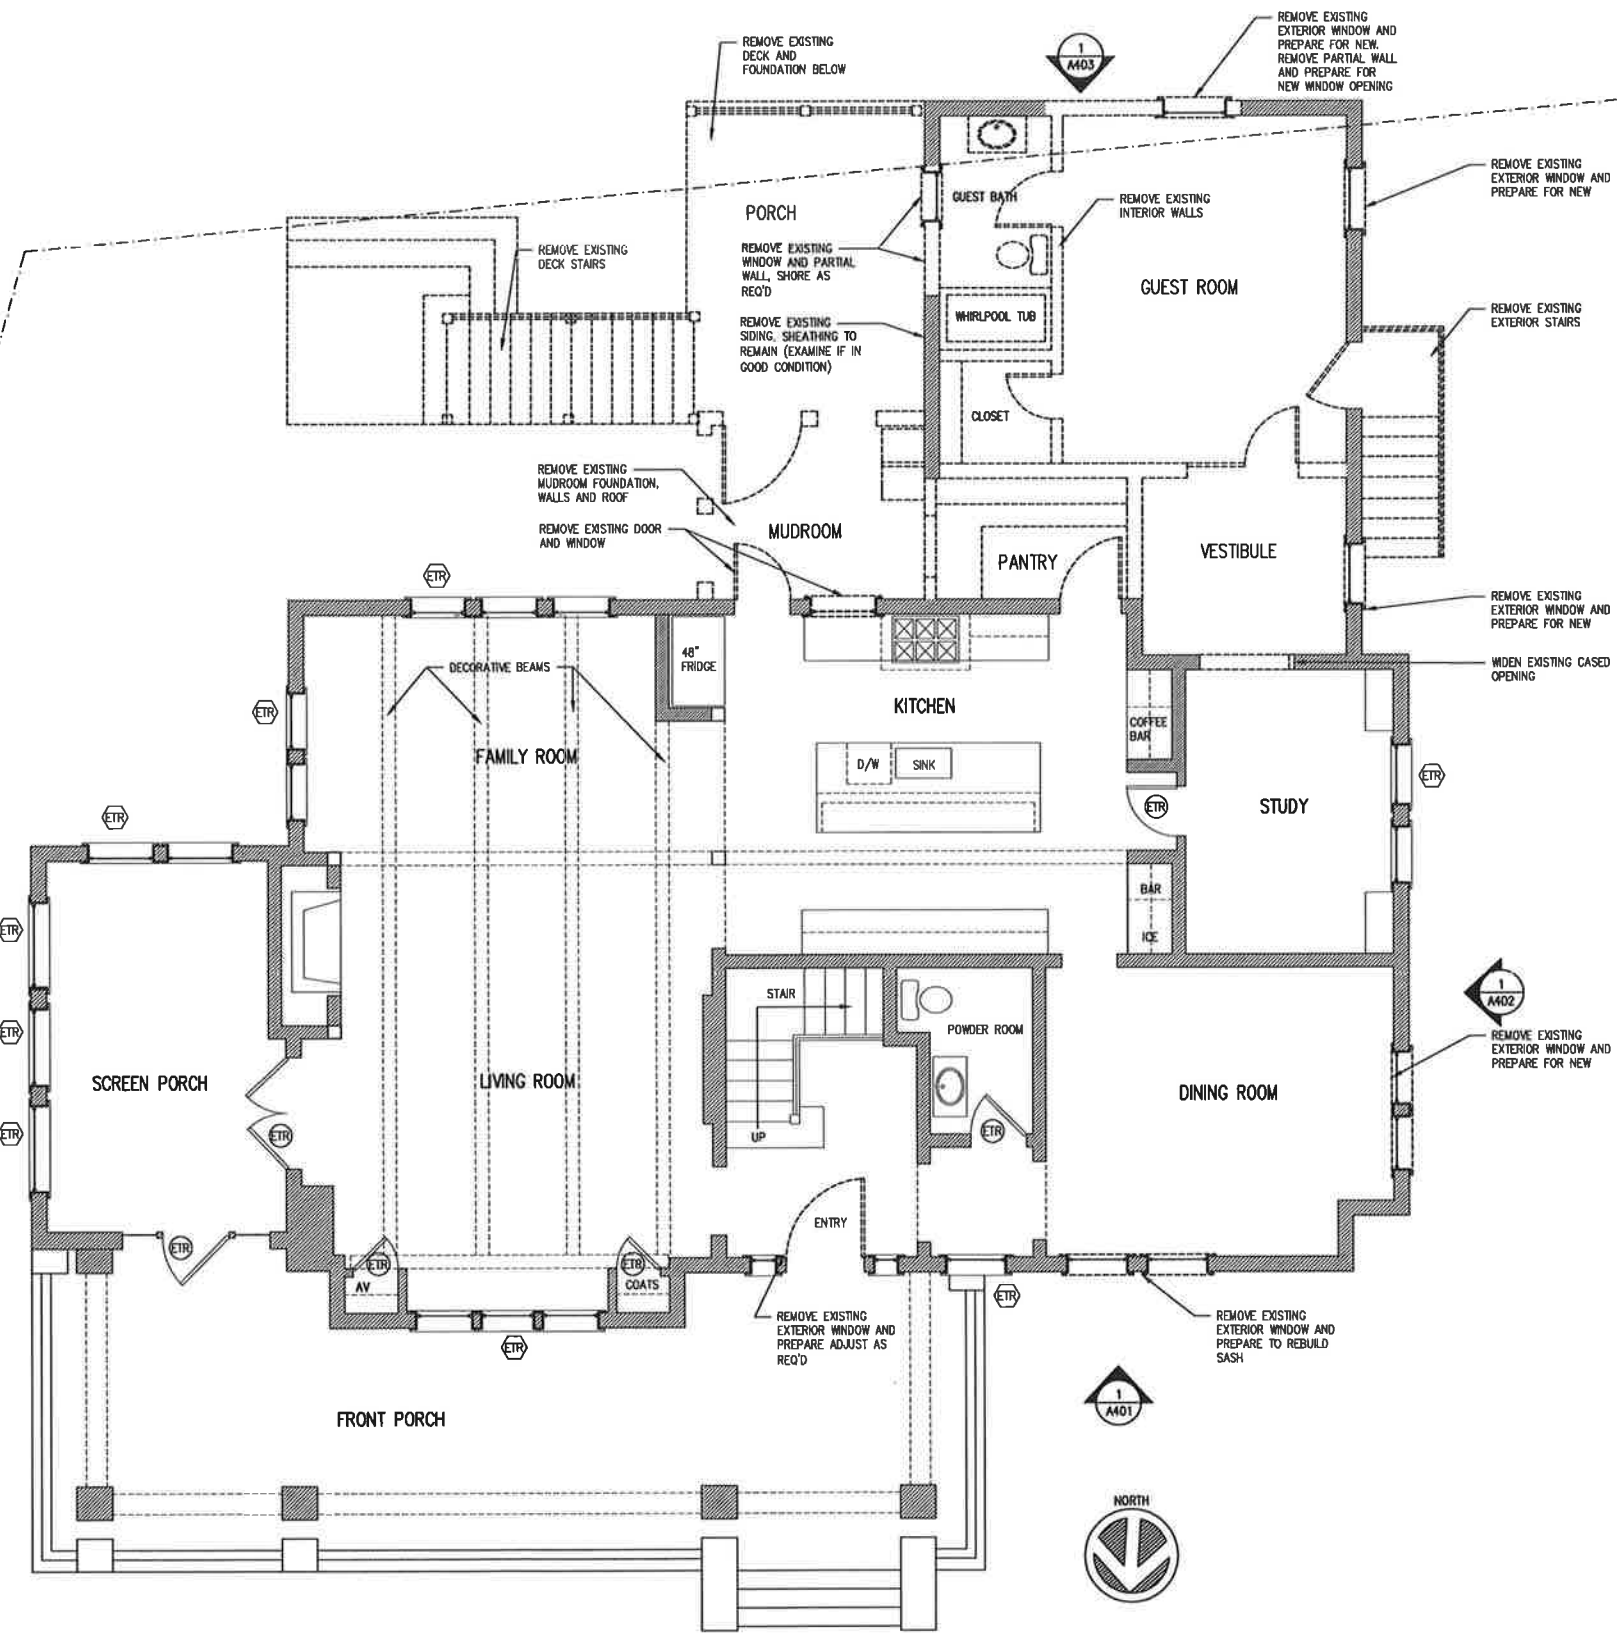 REMOVE EXISTING
DECK AND
FOUNDATION BELOW
1
A403
REMOVE EXISTING
EXTERIOR WINDOW AND
PREPARE FOR NEW.
REMOVE PARTIAL WALL
AND PREPARE FOR
NEW WINDOW OPENING
REMOVE EXISTING
EXTERIOR WINDOW AND
PREPARE FOR NEW
GUEST BATH
REMOVE EXISTING
INTERIOR WALLS
PORCH
REMOVE EXISTING
DECK STAIRS
REMOVE EXISTING
WINDOW AND PARTIAL
WALL, SHORE AS
REQ'D
GUEST ROOM
WHIRLPOOL TUB
REMOVE EXISTING
SIDING, SHEATHING TO
REMAIN (EXAMINE IF IN
GOOD CONDITION)
REMOVE EXISTING
EXTERIOR STAIRS
CLOSET
REMOVE EXISTING
MUDROOM FOUNDATION,
WALLS AND ROOF
REMOVE EXISTING DOOR
AND WINDOW
MUDROOM
PANTRY
VESTIBULE
ETR
REMOVE EXISTING
EXTERIOR WINDOW AND
PREPARE FOR NEW
48"
FRIDGE
DECORATIVE BEAMS
WIDEN EXISTING CASED
OPENING
ETR
KITCHEN
COFFEE
BAR
FAMILY ROOM
D/W
SINK
ETR
ETR
STUDY
ETR
BAR
ICE
ETR
STAIR
POWDER ROOM
1
A402
ETR
REMOVE EXISTING
EXTERIOR WINDOW AND
PREPARE FOR NEW
SCREEN PORCH
LIVING ROOM
DINING ROOM
ETR
ETR
UP
ETR
ENTRY
ETR
ETR
AV
ETR
COATS
ETR
REMOVE EXISTING
EXTERIOR WINDOW AND
PREPARE ADJUST AS
REQ'D
REMOVE EXISTING
EXTERIOR WINDOW AND
PREPARE TO REBUILD
SASH
ETR
1
A401
FRONT PORCH
NORTH